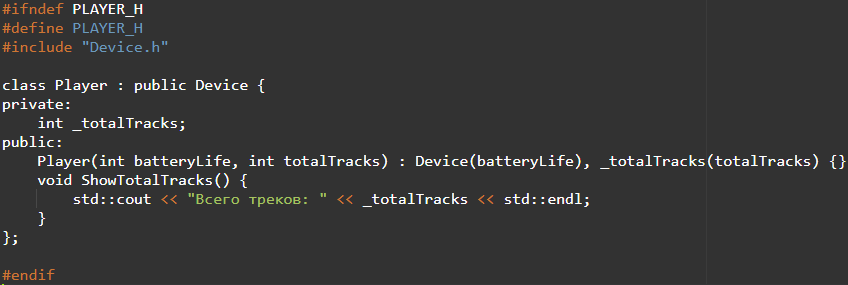 #ifndef PLAYER_H
#define PLAYER_H
#include "Device.h"

class Player : public Device {
private:
    int _totalTracks;
public:
    Player(int batteryLife, int totalTracks) : Device(batteryLife), _totalTracks(totalTracks) {}
    void ShowTotalTracks() {
        std::cout << "Всего треков: " << _totalTracks << std::endl;
    }
};

#endif